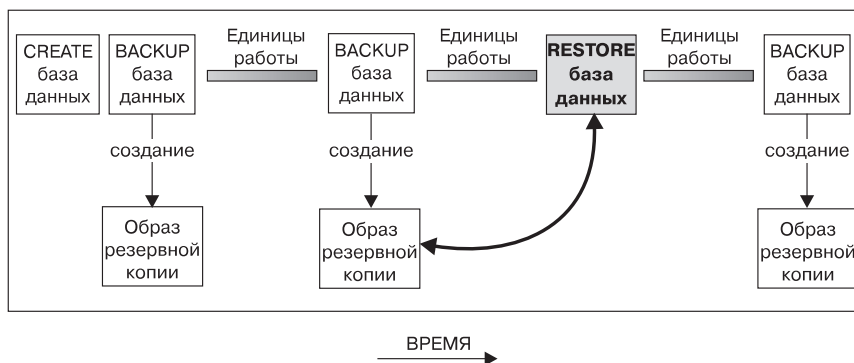 CREATE
база
данных
BACKUP
база
данных
Единицы
работы
BACKUP
база
данных
Единицы
работы
RESTORE
база
данных
Единицы
работы
BACKUP
база
данных
создание
создание
создание
Образ
резервной
копии
Образ
резервной
копии
Образ
резервной
копии
ВРЕМЯ